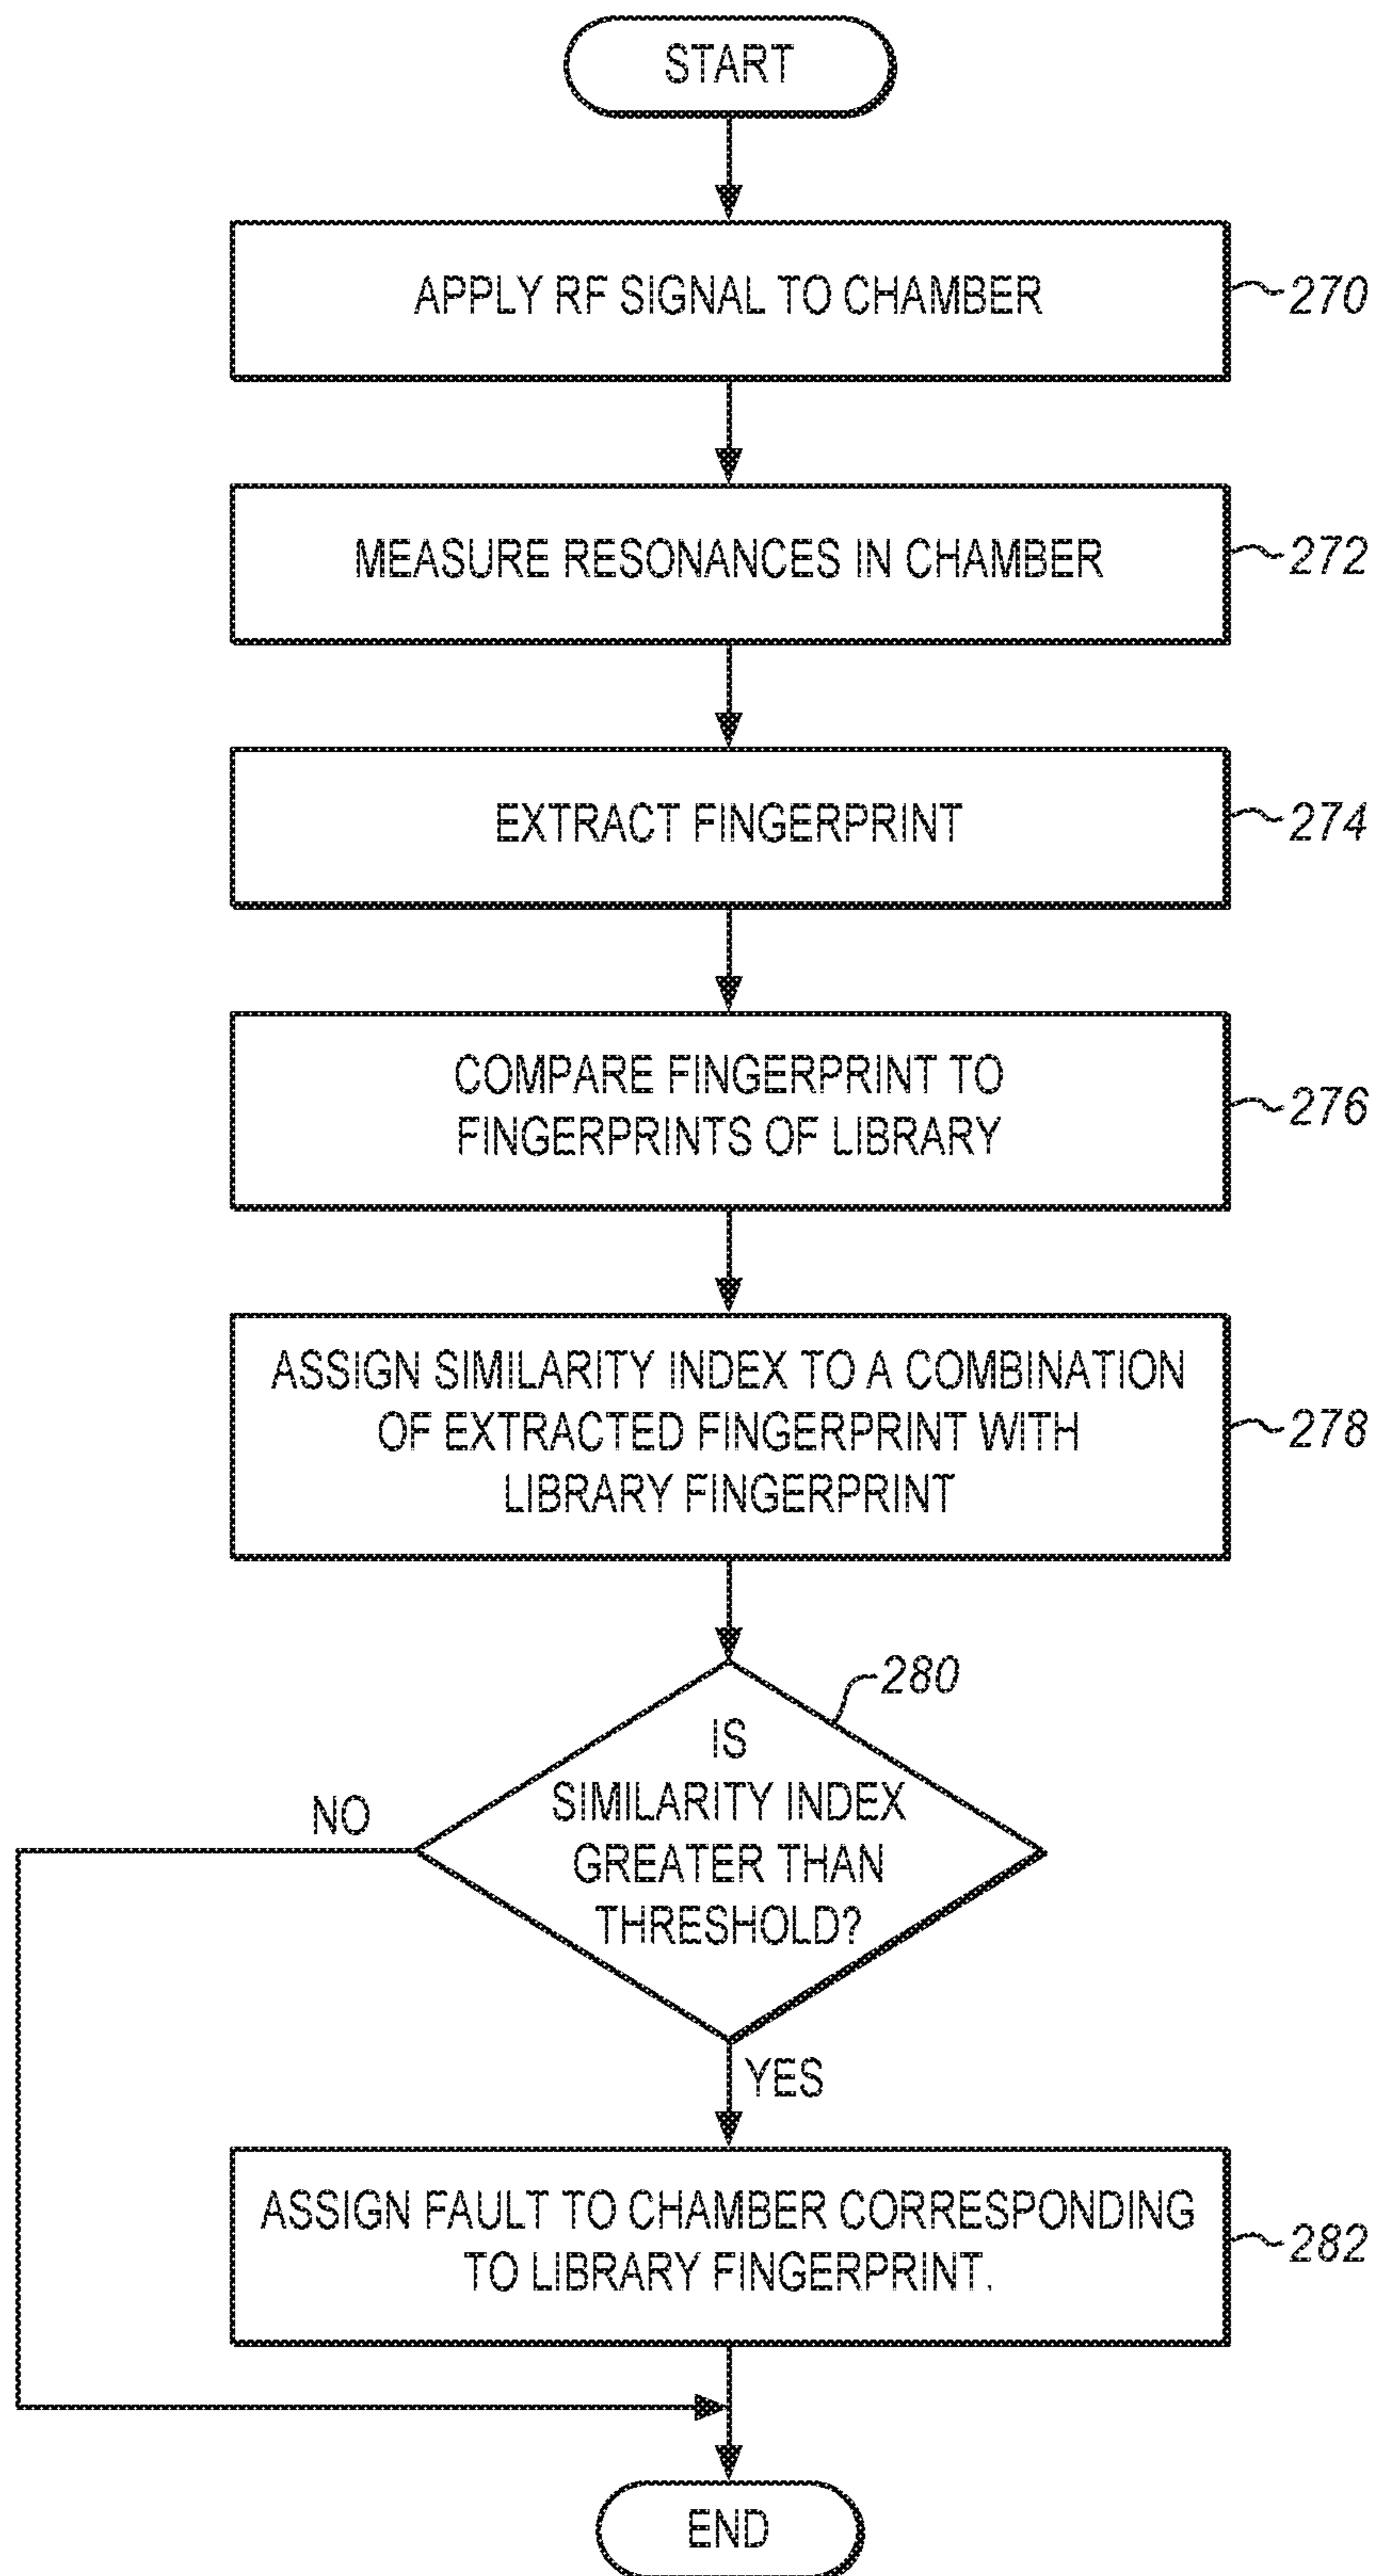 START
APPLY RF SIGNAL TO CHAMBER
270
MEASURE RESONANCES IN CHAMBER
272
EXTRACT FINGERPRINT
274
COMPARE FINGERPRINT TO
FINGERPRINTS OF LIBRARY
276
ASSIGN SIMILARITY INDEX TO A COMBINATION
OF EXTRACTED FINGERPRINT WITH
LIBRARY FINGERPRINT
278
280
IS
SIMILARITY INDEX
GREATER THAN
THRESHOLD?
NO
YES
ASSIGN FAULT TO CHAMBER CORRESPONDING
TO LIBRARY FINGERPRINT.
282
END